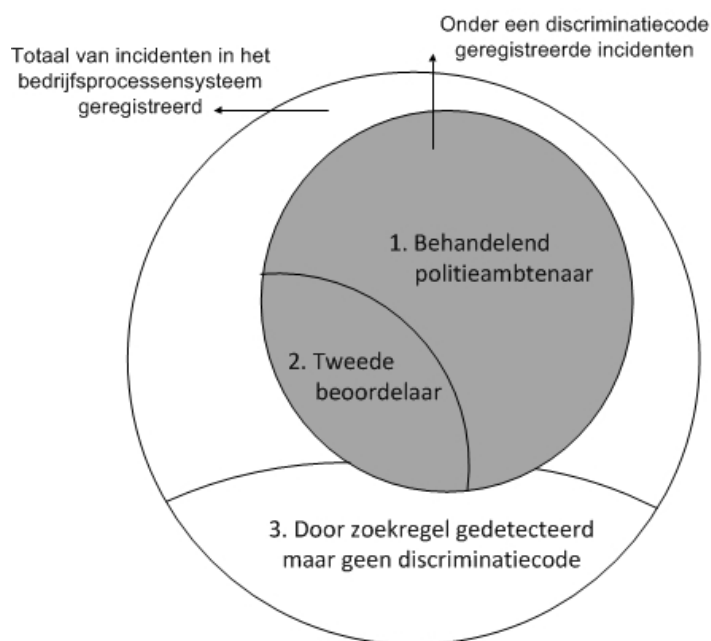 Onder een discriminatiecode
geregistreerde incidenten
Totaal van incidenten in het
bedrijfsprocessensysteem
geregistreerd
1. Behandelend
politieambtenaar
2. Tweede
beoordelaar
3. Door zoekregel gedetecteerd
maar geen discriminatiecode